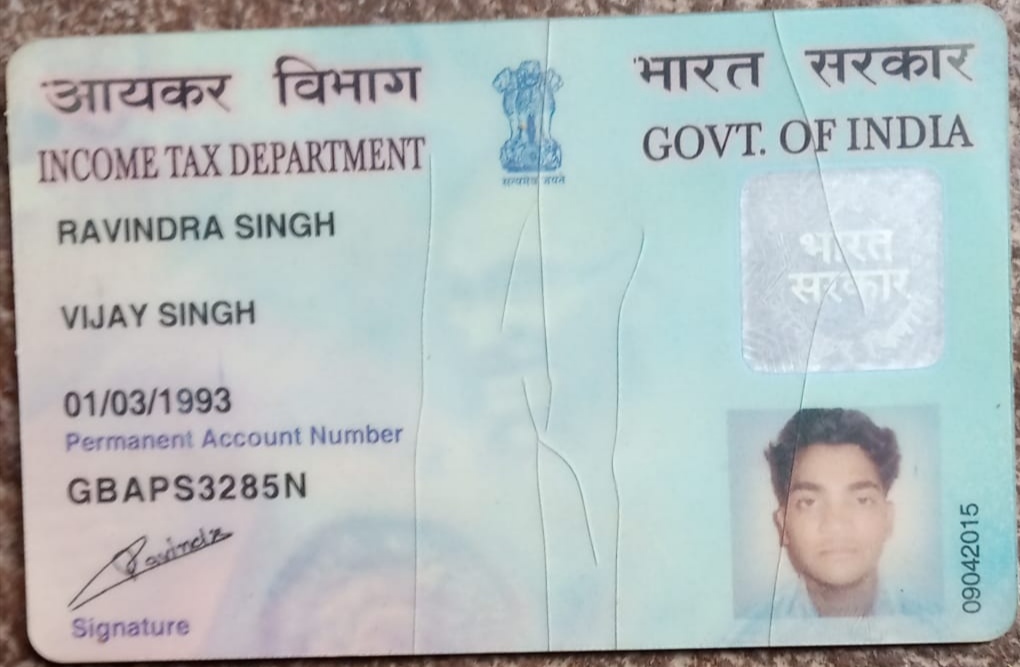 आयकर विभाग
INCOME TAX DEPARTMENT
सत्यमेव जयते
भारत सरकार
GOVT. OF INDIA
RAVINDRA SINGH
VIJAY SINGH
01/03/1993
Permanent Account Number
GBAPS3285N
Ravindra
Signature
भारत
सरकार
09042015